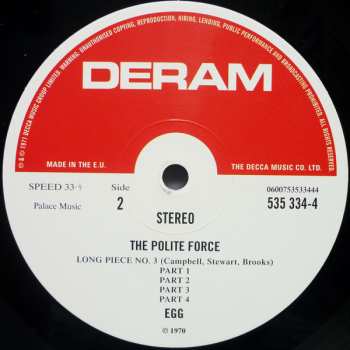 WARNING: UNAUTHORISED COPYING, REPRODUCTION, HIRING, LENDING, PUBLIC PERFORMANCE AND BROADCASTING PROHIBITED. ALL RIGHTS RESERVED.
DERAM
MADE IN THE E.U.
THE DECCA MUSIC CO. LTD.
SPEED 33
Side
2
Palace Music
STEREO
0600753533444
535 334-4
THE POLITE FORCE
LONG PIECE NO. 3 (Campbell, Stewart, Brooks)
PART 1
PART 2
PART 3
PART 4
EGG
℗ 1970